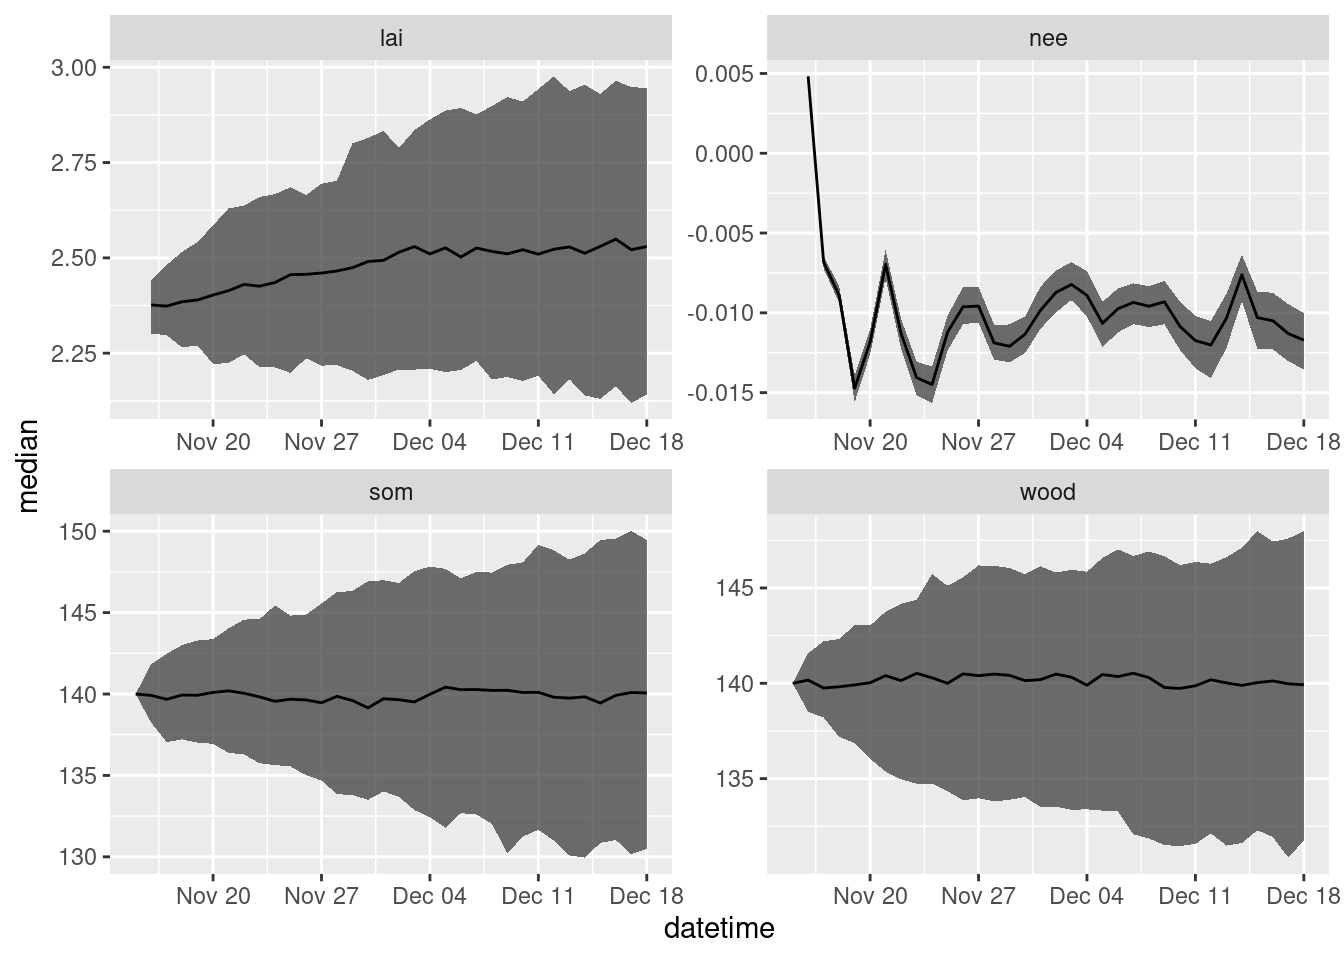 lai
nee
3.00
2.75
2.50
2.25
0.005
0.000
-0.005
-0.010
-0.015
Nov 20 Nov 27 Dec 04 Dec 11 Dec 18
Nov 20 Nov 27 Dec 04 Dec 11 Dec 18
median
som
wood
150
145
140
135
130
145
140
135
Nov 20 Nov 27 Dec 04 Dec 11 Dec 18
Nov 20 Nov 27 Dec 04 Dec 11 Dec 18
datetime